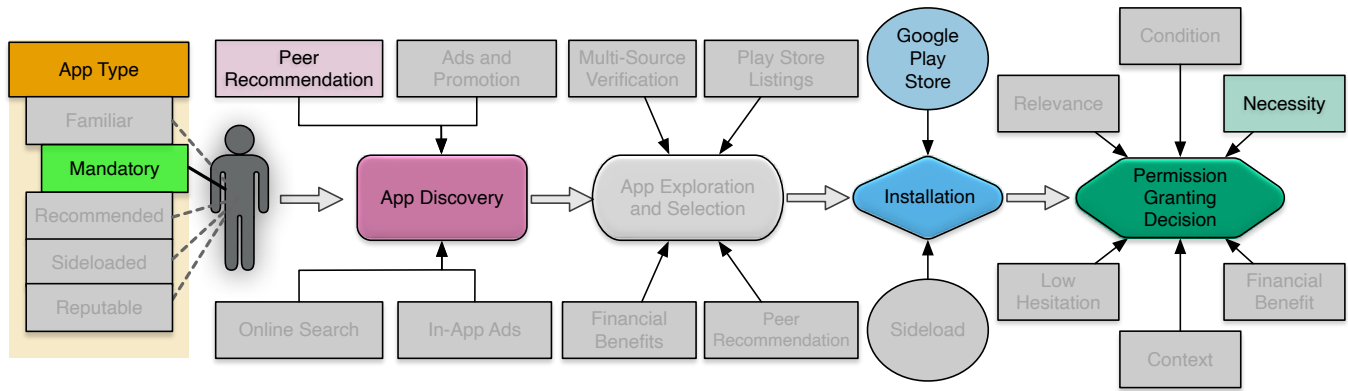 App Type
Familiar
Mandatory
Recommended
Sideloaded
Reputable
Peer
Recommendation
Ads and
Promotion
App Discovery
Online Search
In-App Ads
Multi-Source
Verification
Play Store
Listings
App Exploration
and Selection
Financial
Benefits
Peer
Recommendation
Google
Play
Store
Installation
Sideload
Condition
Relevance
Necessity
Permission
Granting
Decision
Low
Hesitation
Context
Financial
Benefit